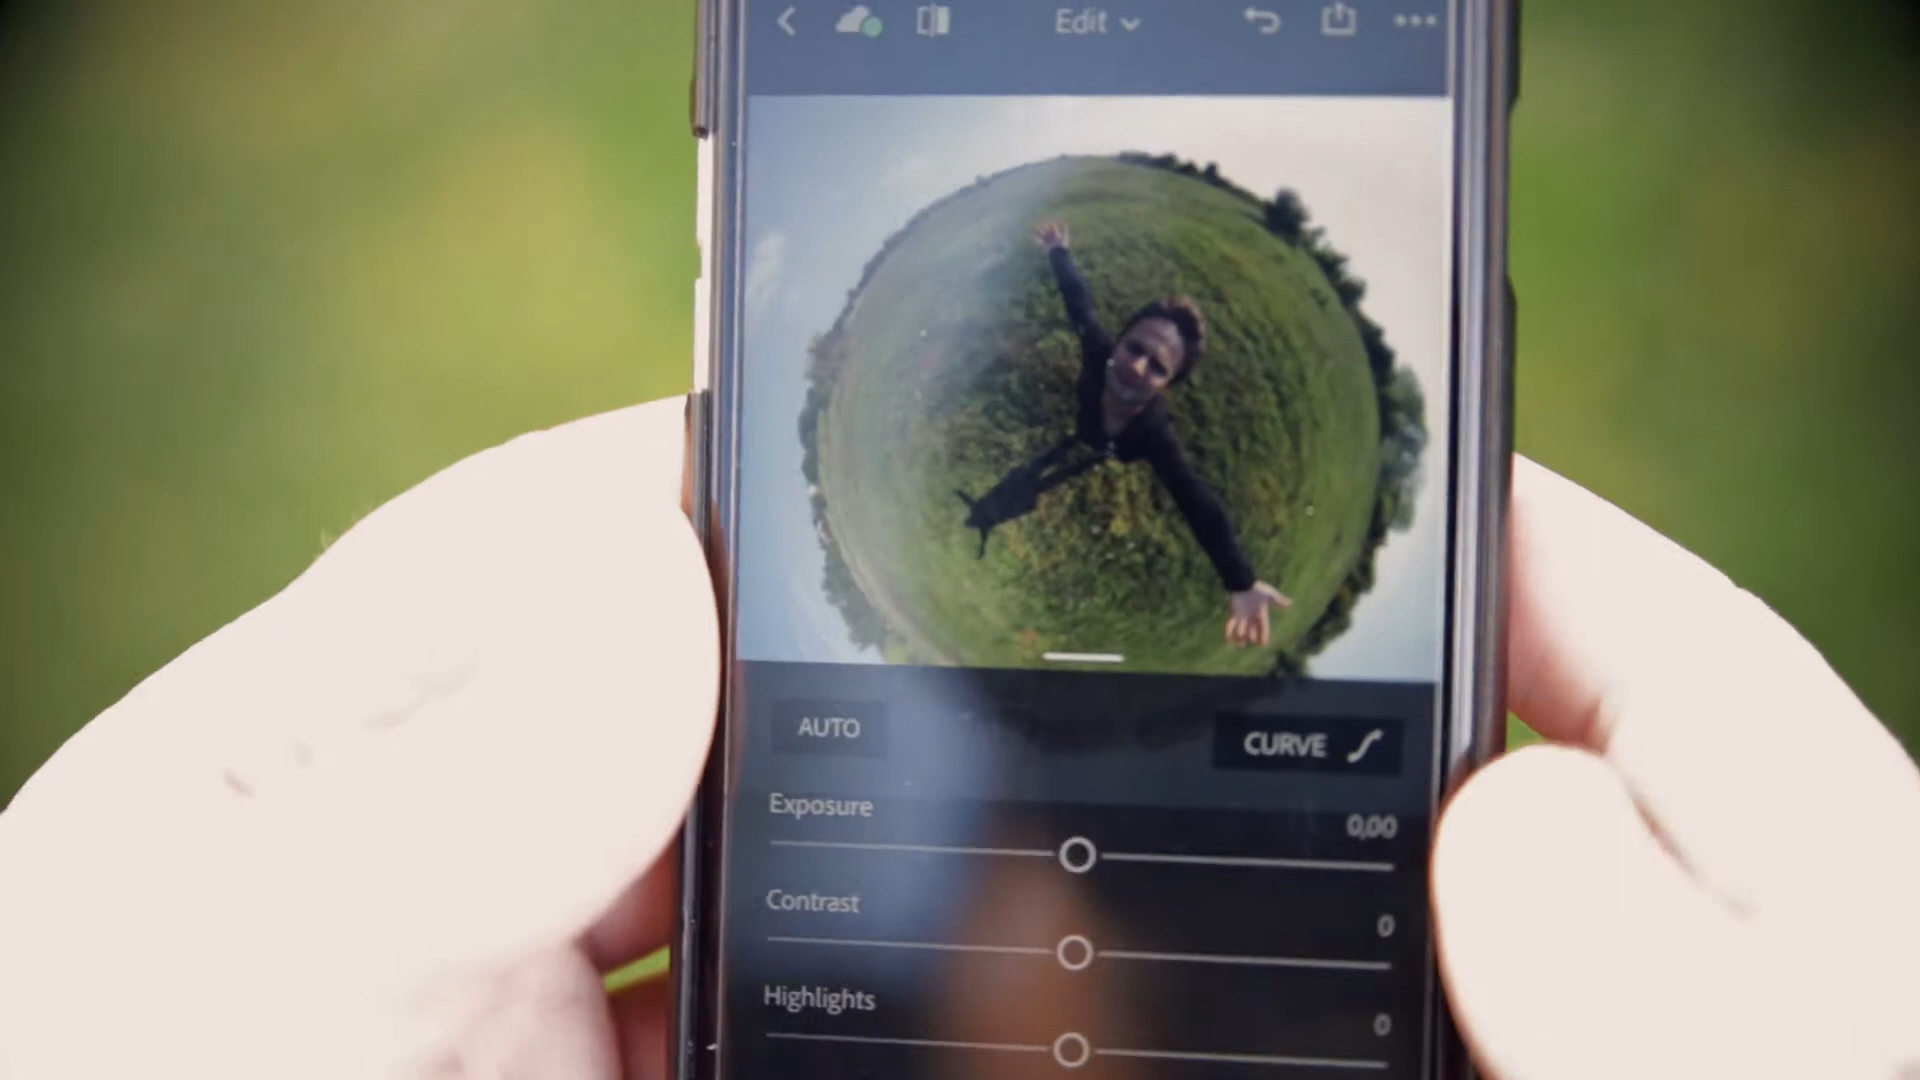 Edit
AUTO
CURVE
Exposure
0,00
Contrast
0
Highlights
0